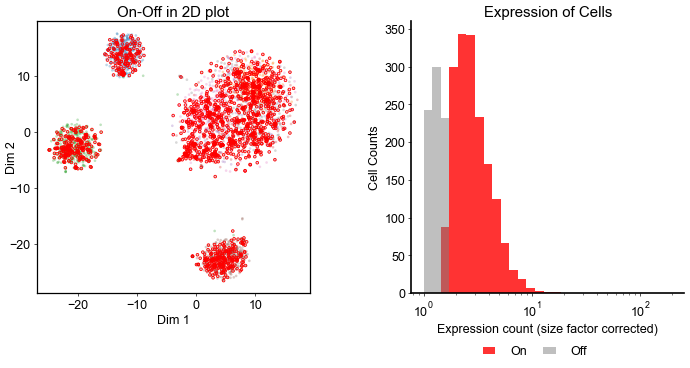 On-Off in 2D plot
10
0
−10
−20
Dim 2
−20
−10
0
10
Dim 1
Expression of Cells
350
300
250
200
150
100
50
0
Cell Counts
10⁰
10¹
10²
Expression count (size factor corrected)
On
Off